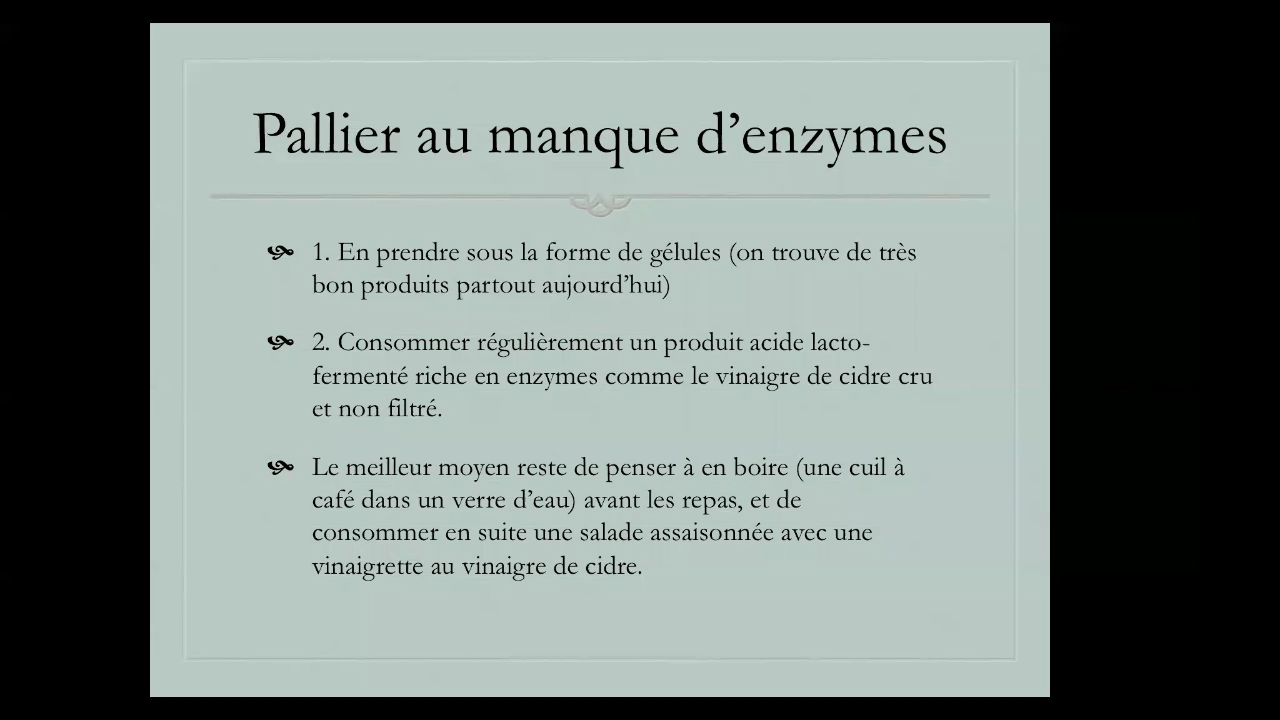 Pallier au manque d’enzymes
1. En prendre sous la forme de gélules (on trouve de très
bon produits partout aujourd’hui)
2. Consommer régulièrement un produit acide lacto-
fermenté riche en enzymes comme le vinaigre de cidre cru
et non filtré.
Le meilleur moyen reste de penser à en boire (une cuil à
café dans un verre d’eau) avant les repas, et de
consommer en suite une salade assaisonnée avec une
vinaigrette au vinaigre de cidre.